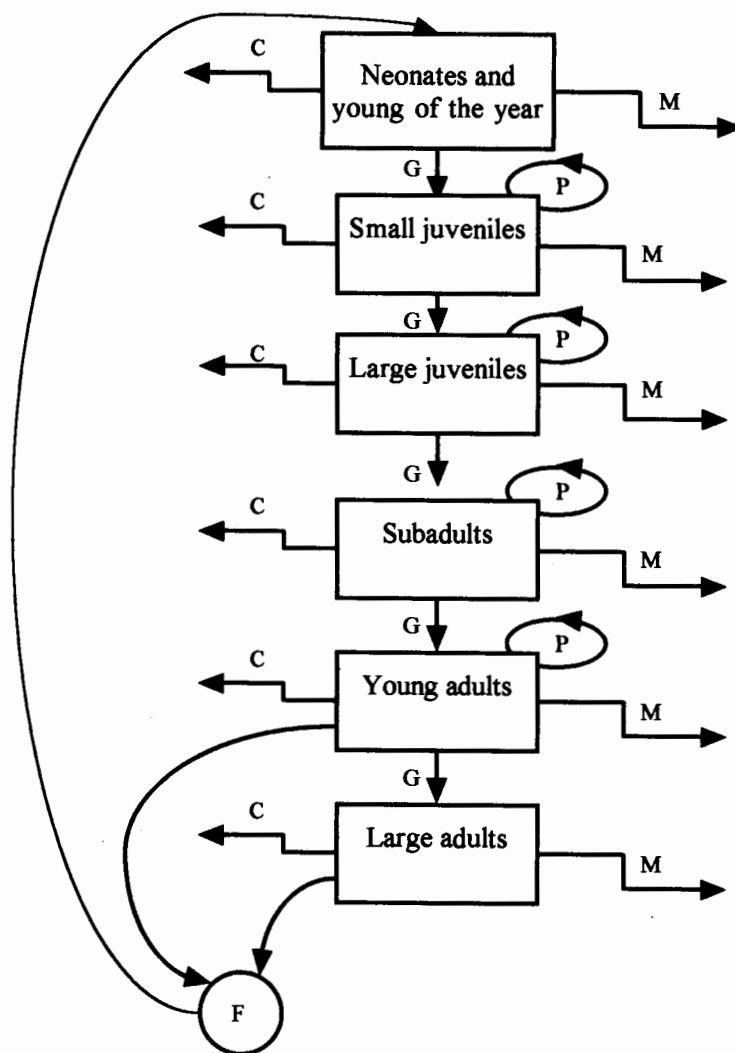 C
Neonates and
young of the year
M
G
P
C
Small juveniles
M
G
P
C
Large juveniles
M
G
P
C
Subadults
M
G
P
C
Young adults
M
G
C
Large adults
M
F